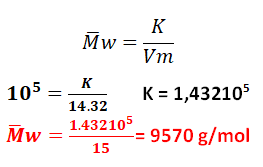 M̅w = K / Vm
10⁵ = K / 14.32 K = 1,43210⁵
M̅w = 1.43210⁵ / 15 = 9570 g/mol